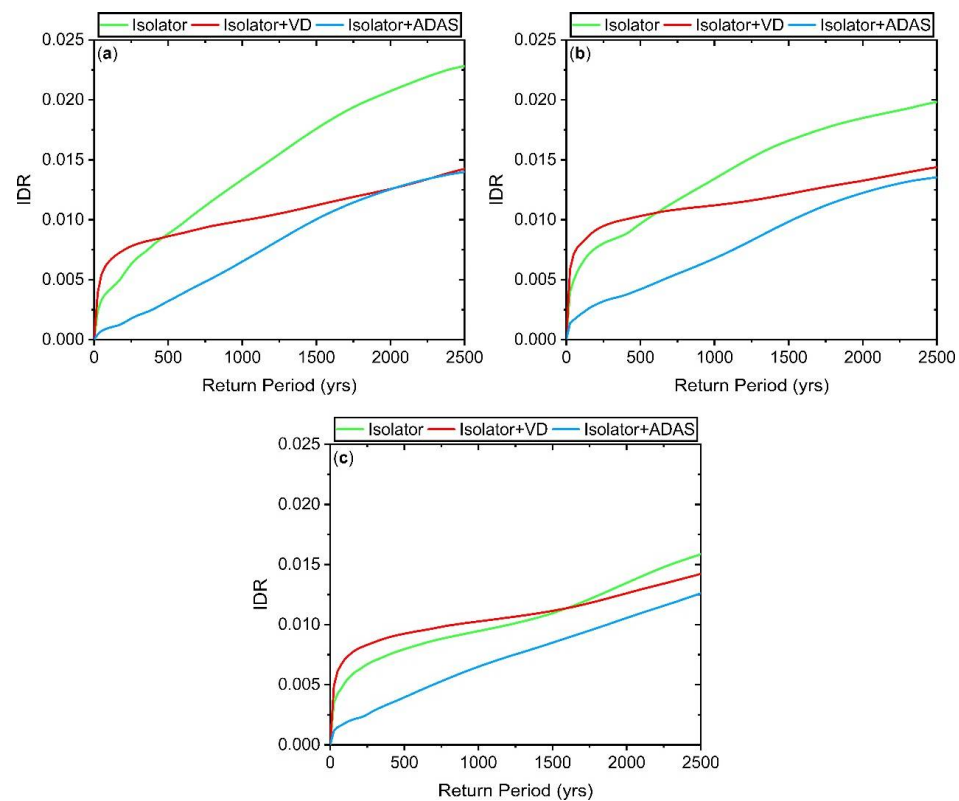 Isolator Isolator+VD Isolator+ADAS
(a)
0.025
0.020
0.015
0.010
0.005
0.000
IDR
0 500 1000 1500 2000 2500
Return Period (yrs)
Isolator Isolator+VD Isolator+ADAS
(b)
0.025
0.020
0.015
0.010
0.005
0.000
IDR
0 500 1000 1500 2000 2500
Return Period (yrs)
Isolator Isolator+VD Isolator+ADAS
(c)
0.025
0.020
0.015
0.010
0.005
0.000
IDR
0 500 1000 1500 2000 2500
Return Period (yrs)